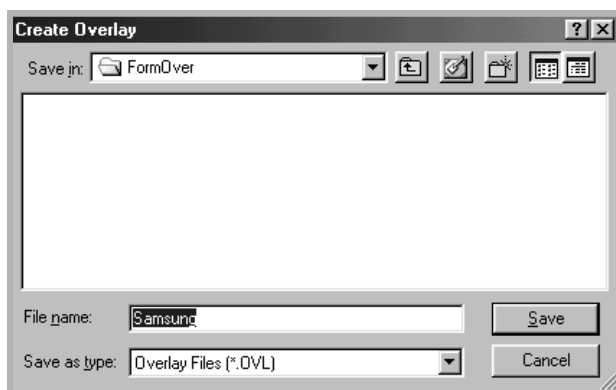 Create Overlay
Save in: FormOver
File name: Samsung
Save
Save as type: Overlay Files (*.OVL)
Cancel